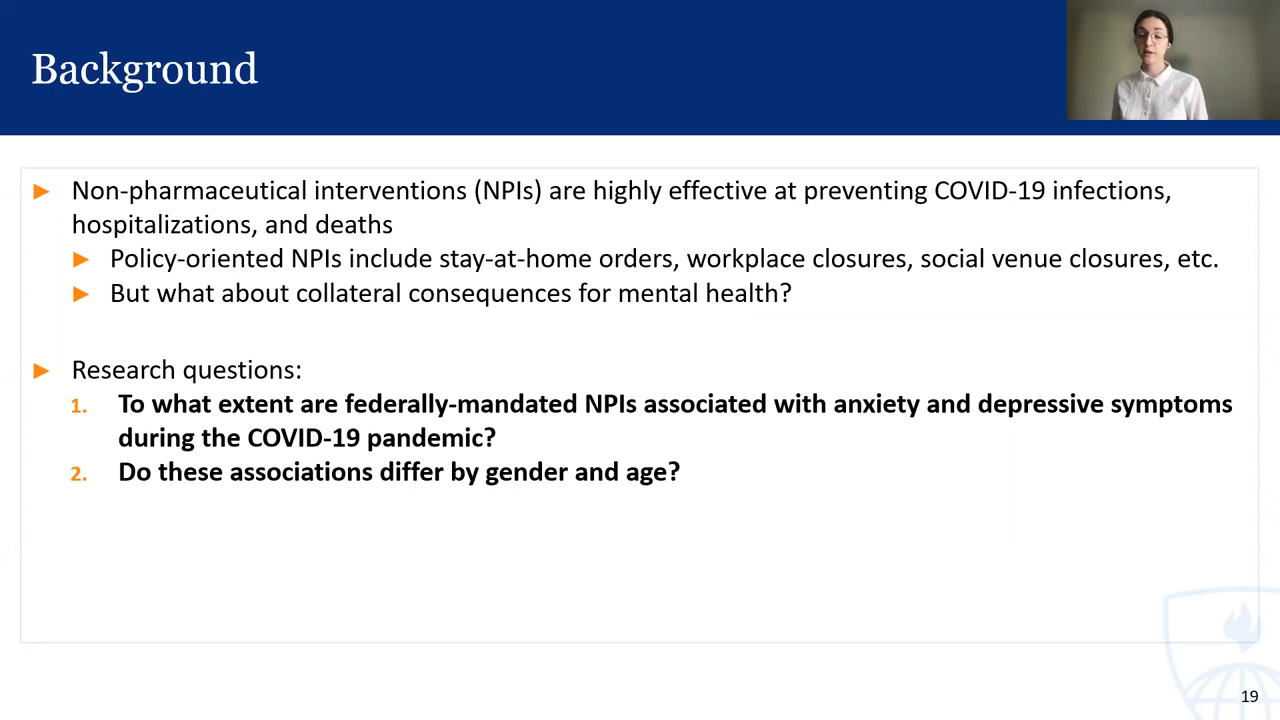 Background
► Non-pharmaceutical interventions (NPIs) are highly effective at preventing COVID-19 infections,
hospitalizations, and deaths
► Policy-oriented NPIs include stay-at-home orders, workplace closures, social venue closures, etc.
► But what about collateral consequences for mental health?
► Research questions:
1. To what extent are federally-mandated NPIs associated with anxiety and depressive symptoms
during the COVID-19 pandemic?
2. Do these associations differ by gender and age?
19